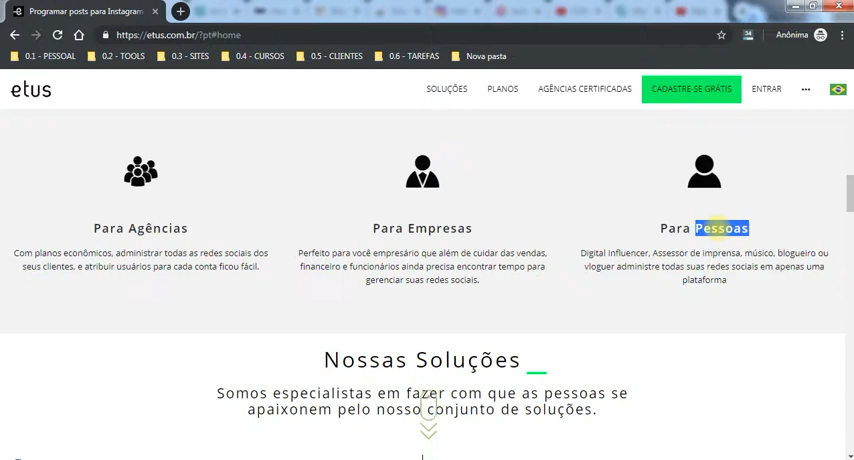 Programar posts para Instagram
https://etus.com.br/?pt#home
34
Anônima
0.1 - PESSOAL
0.2 - TOOLS
0.3 - SITES
0.4 - CURSOS
0.5 - CLIENTES
0.6 - TAREFAS
Nova pasta
etus
SOLUÇÕES
PLANOS
AGÊNCIAS CERTIFICADAS
CADASTRE-SE GRÁTIS
ENTRAR
Para Agências
Com planos econômicos, administrar todas as redes sociais dos
seus clientes, e atribuir usuários para cada conta ficou fácil.
Para Empresas
Perfeito para você empresário que além de cuidar das vendas,
financeiro e funcionários ainda precisa encontrar tempo para
gerenciar suas redes sociais.
Para Pessoas
Digital Influencer, Assessor de imprensa, músico, blogueiro ou
vloguer administre todas suas redes sociais em apenas uma
plataforma
Nossas Soluções
Somos especialistas em fazer com que as pessoas se
apaixonem pelo nosso conjunto de soluções.